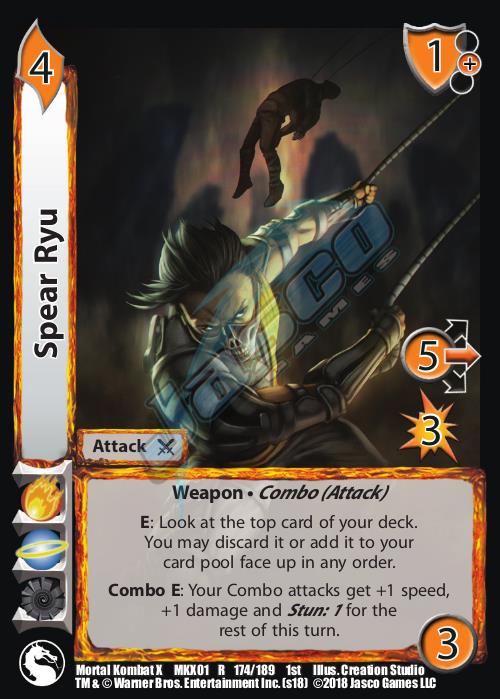 4
1
+
Spear Ryu
JASCO
GAMES
5
3
Attack
Weapon • Combo (Attack)
E: Look at the top card of your deck.
You may discard it or add it to your
card pool face up in any order.
Combo E: Your Combo attacks get +1 speed,
+1 damage and Stun: 1 for the
rest of this turn.
3
Mortal Kombat X MKX01 R 174/189 1st Illus. Creation Studio
TM & © Warner Bros. Entertainment Inc. (s18) ©2018 Jasco Games LLC